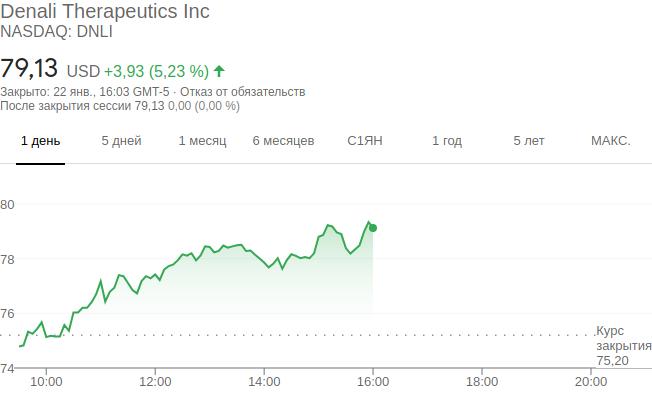 Denali Therapeutics Inc
NASDAQ: DNLI
79,13 USD +3,93 (5,23 %)
Закрыто: 22 янв., 16:03 GMT-5 · Отказ от обязательств
После закрытия сессии 79,13 0,00 (0,00 %)
1 день 5 дней 1 месяц 6 месяцев С1ЯН 1 год 5 лет МАКС.
80
78
76
Курс
закрытия
75,20
74
10:00 12:00 14:00 16:00 18:00 20:00